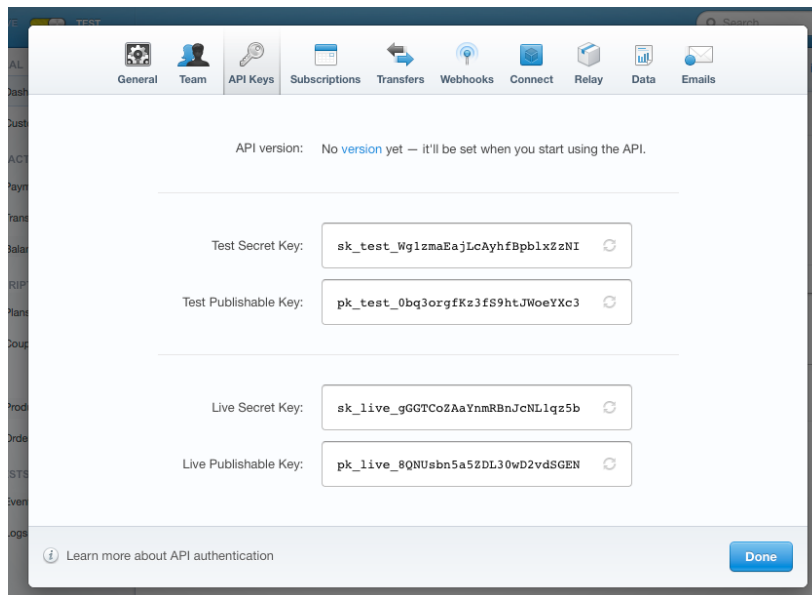 TEST
Search
General
Team
API Keys
Subscriptions
Transfers
Webhooks
Connect
Relay
Data
Emails
API version: No version yet — it'll be set when you start using the API.
Test Secret Key: sk_test_Wg1zmaEajLcAyhfBpblxZzNI
Test Publishable Key: pk_test_0bq3orgfKz3fS9htJWoeYXc3
Live Secret Key: sk_live_gGGTCoZAaYnmRBnJcNL1qz5b
Live Publishable Key: pk_live_8QNUsbn5a5ZDL30wD2vdSGEN
Learn more about API authentication
Done